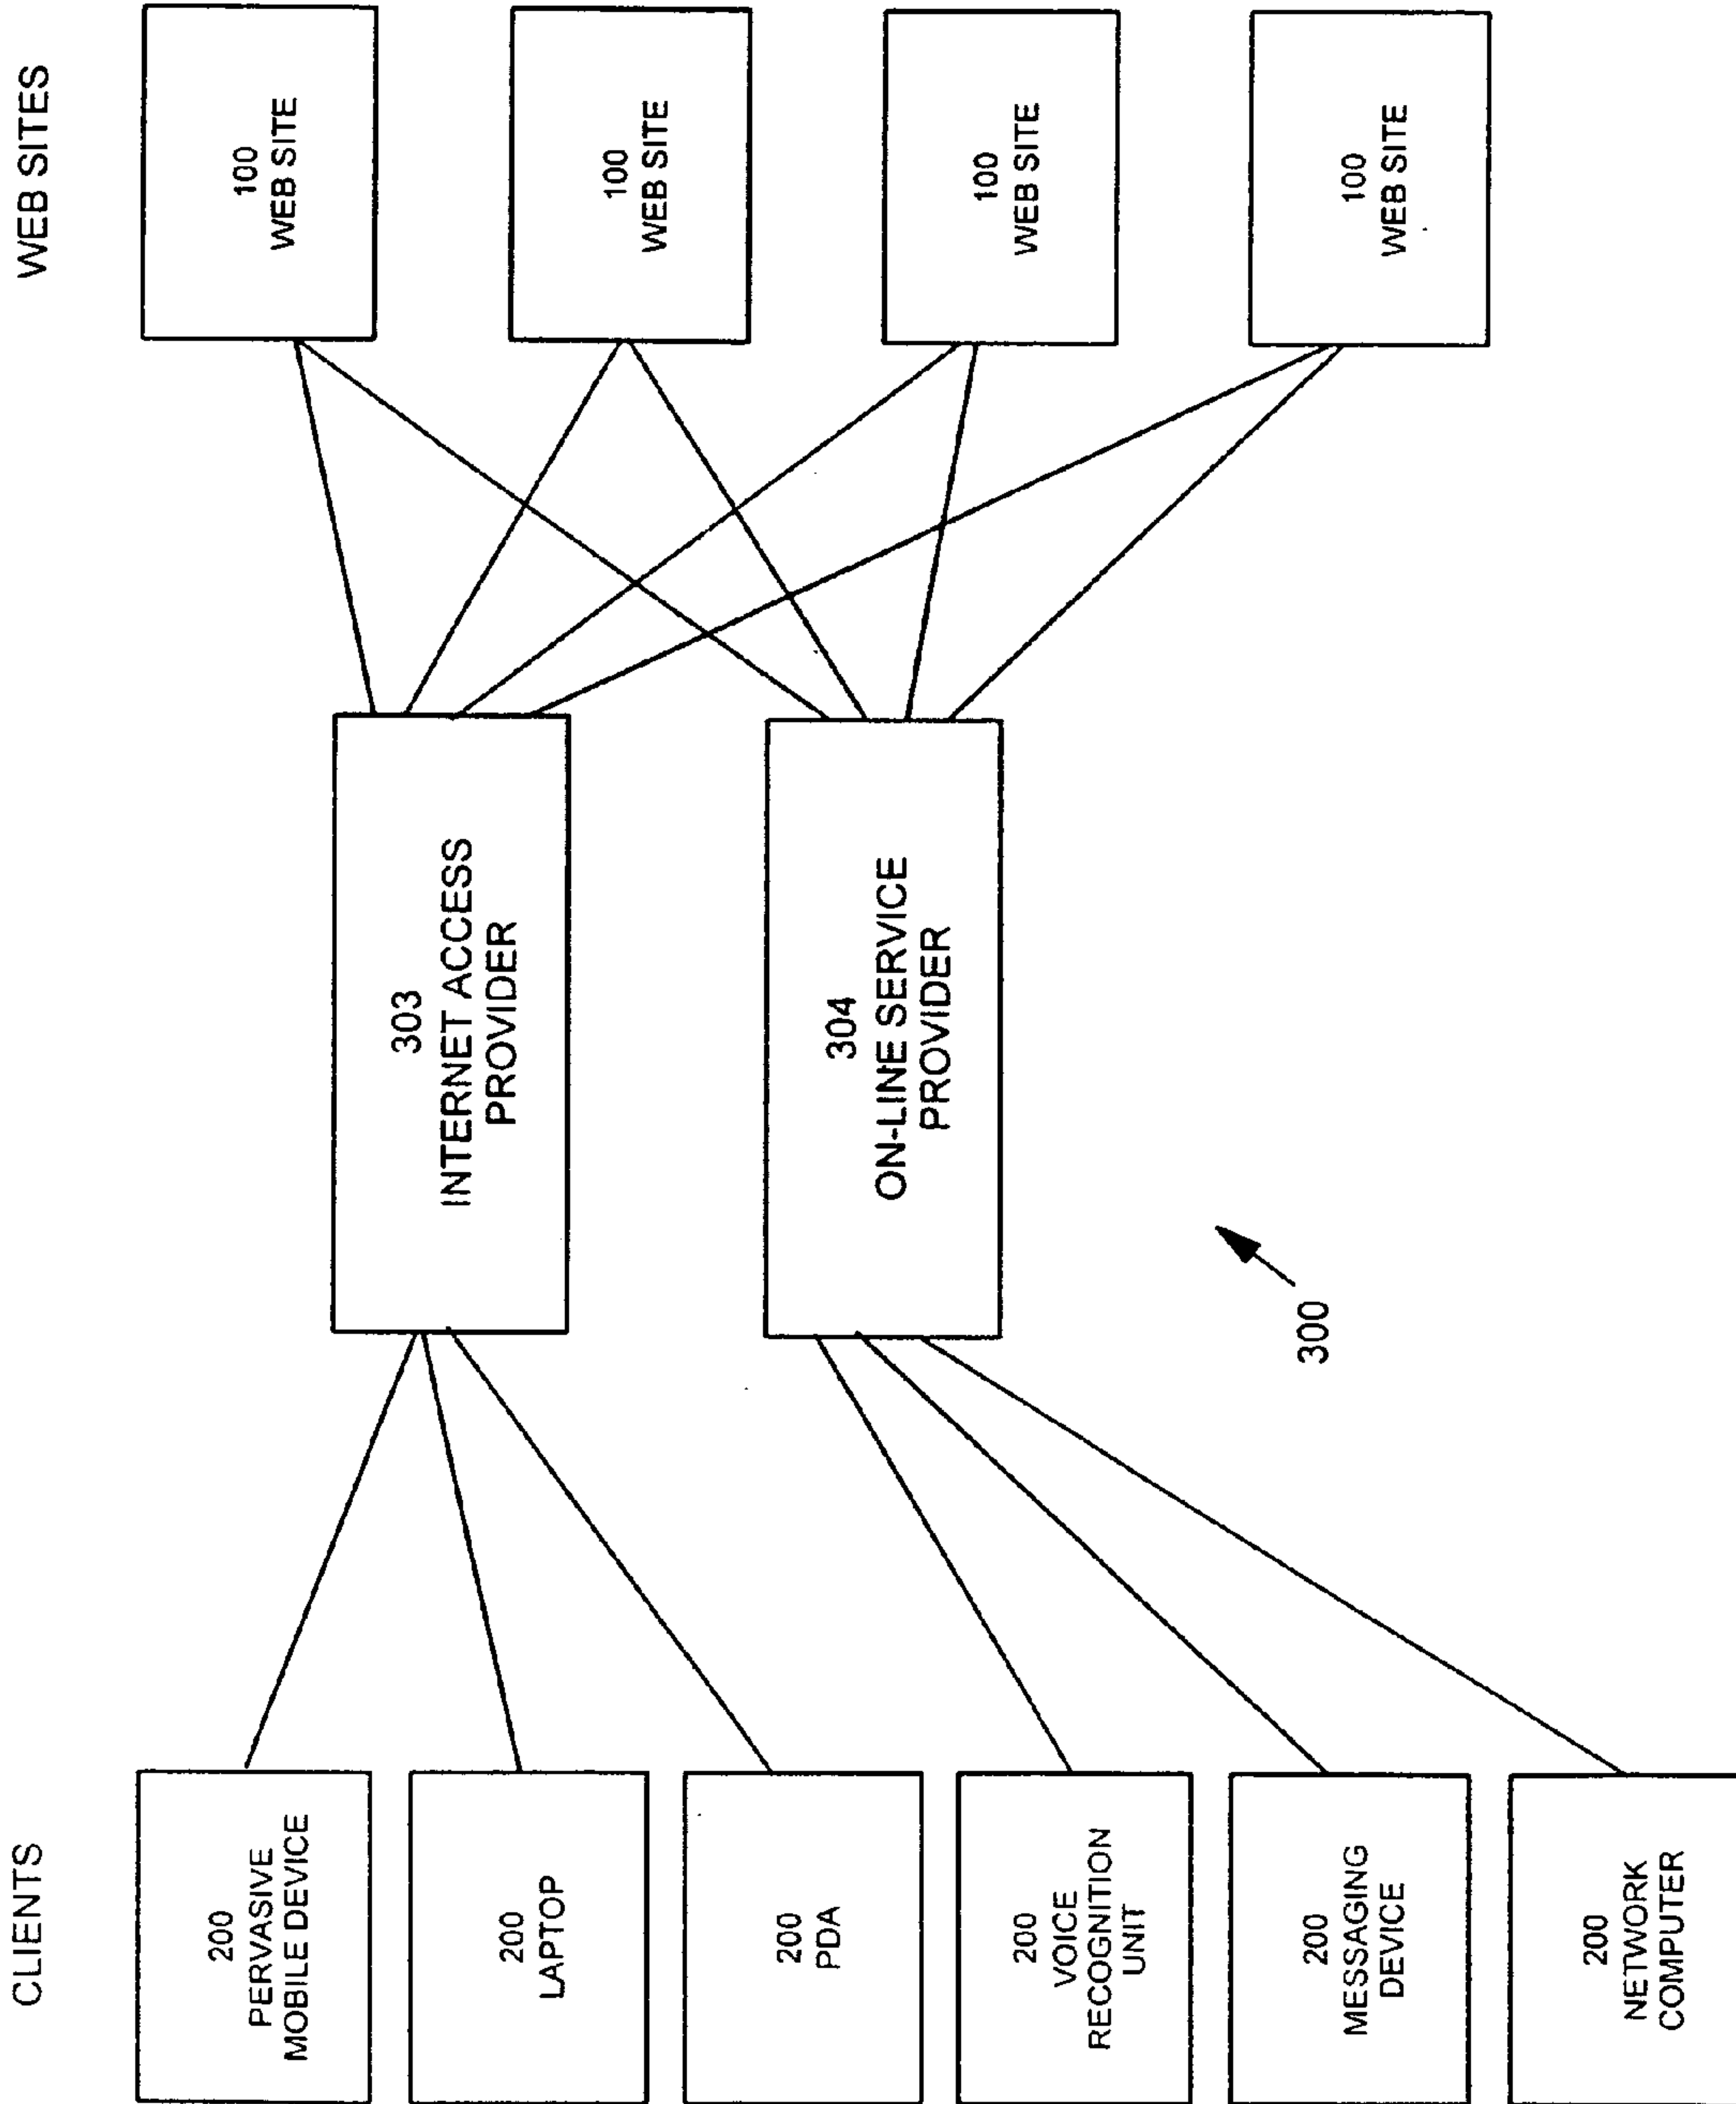 CLIENTS
200
PERVASIVE
MOBILE DEVICE
200
LAPTOP
200
PDA
200
VOICE
RECOGNITION
UNIT
200
MESSAGING
DEVICE
200
NETWORK
COMPUTER
303
INTERNET ACCESS
PROVIDER
304
ON-LINE SERVICE
PROVIDER
300
WEB SITES
100
WEB SITE
100
WEB SITE
100
WEB SITE
100
WEB SITE